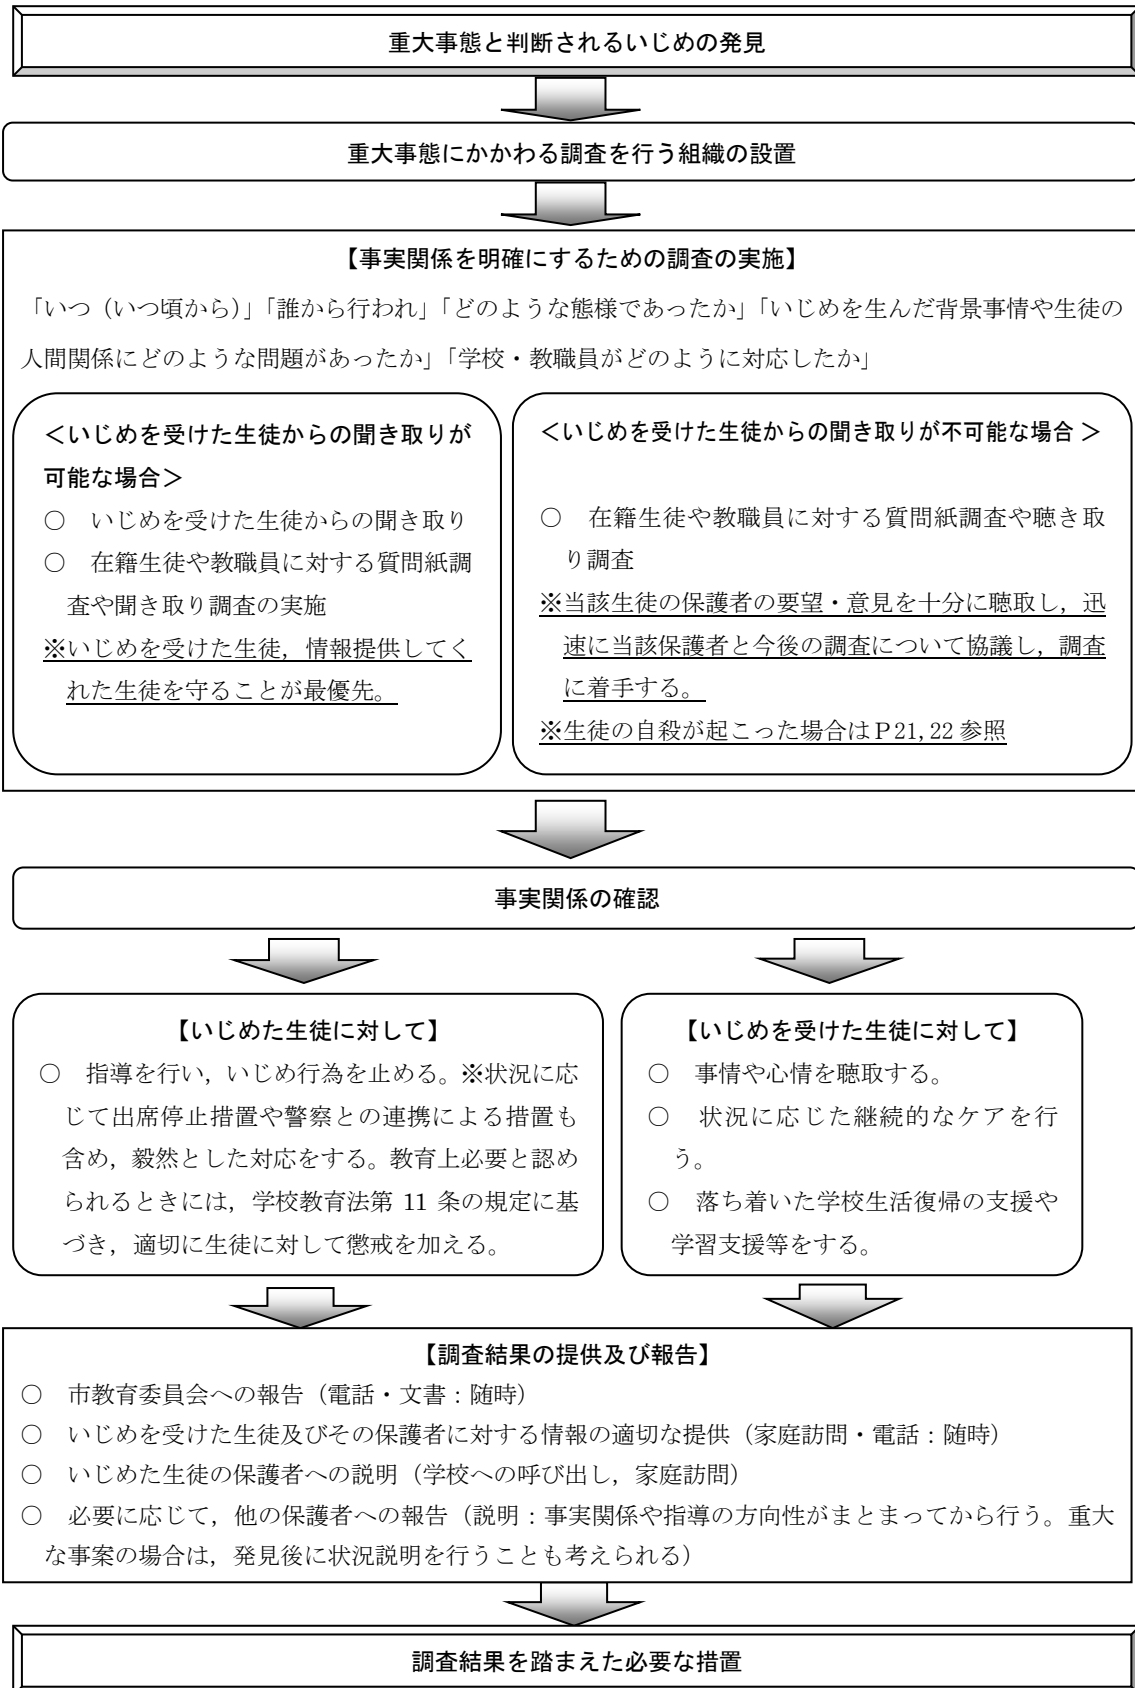 重大事態と判断されるいじめの発見
重大事態にかかわる調査を行う組織の設置
【事実関係を明確にするための調査の実施】
「いつ（いつ頃から）」「誰から行われ」「どのような態様であったか」「いじめを生んだ背景事情や生徒の
人間関係にどのような問題があったか」「学校・教職員がどのように対応したか」
＜いじめを受けた生徒からの聞き取りが
可能な場合＞
○　いじめを受けた生徒からの聞き取り
○　在籍生徒や教職員に対する質問紙調
査や聞き取り調査の実施
※いじめを受けた生徒，情報提供してく
れた生徒を守ることが最優先。
＜いじめを受けた生徒からの聞き取りが不可能な場合 ＞
○　在籍生徒や教職員に対する質問紙調査や聴き取
り調査
※当該生徒の保護者の要望・意見を十分に聴取し，迅
速に当該保護者と今後の調査について協議し，調査
に着手する。
※生徒の自殺が起こった場合はＰ21, 22 参照
事実関係の確認
【いじめた生徒に対して】
○　指導を行い，いじめ行為を止める。※状況に応
じて出席停止措置や警察との連携による措置も
含め，毅然とした対応をする。教育上必要と認め
られるときには，学校教育法第 11 条の規定に基
づき，適切に生徒に対して懲戒を加える。
【いじめを受けた生徒に対して】
○　事情や心情を聴取する。
○　状況に応じた継続的なケアを行
う。
○　落ち着いた学校生活復帰の支援や
学習支援等をする。
【調査結果の提供及び報告】
○　市教育委員会への報告（電話・文書：随時）
○　いじめを受けた生徒及びその保護者に対する情報の適切な提供（家庭訪問・電話：随時）
○　いじめた生徒の保護者への説明（学校への呼び出し，家庭訪問）
○　必要に応じて，他の保護者への報告（説明：事実関係や指導の方向性がまとまってから行う。重大
な事案の場合は，発見後に状況説明を行うことも考えられる）
調査結果を踏まえた必要な措置